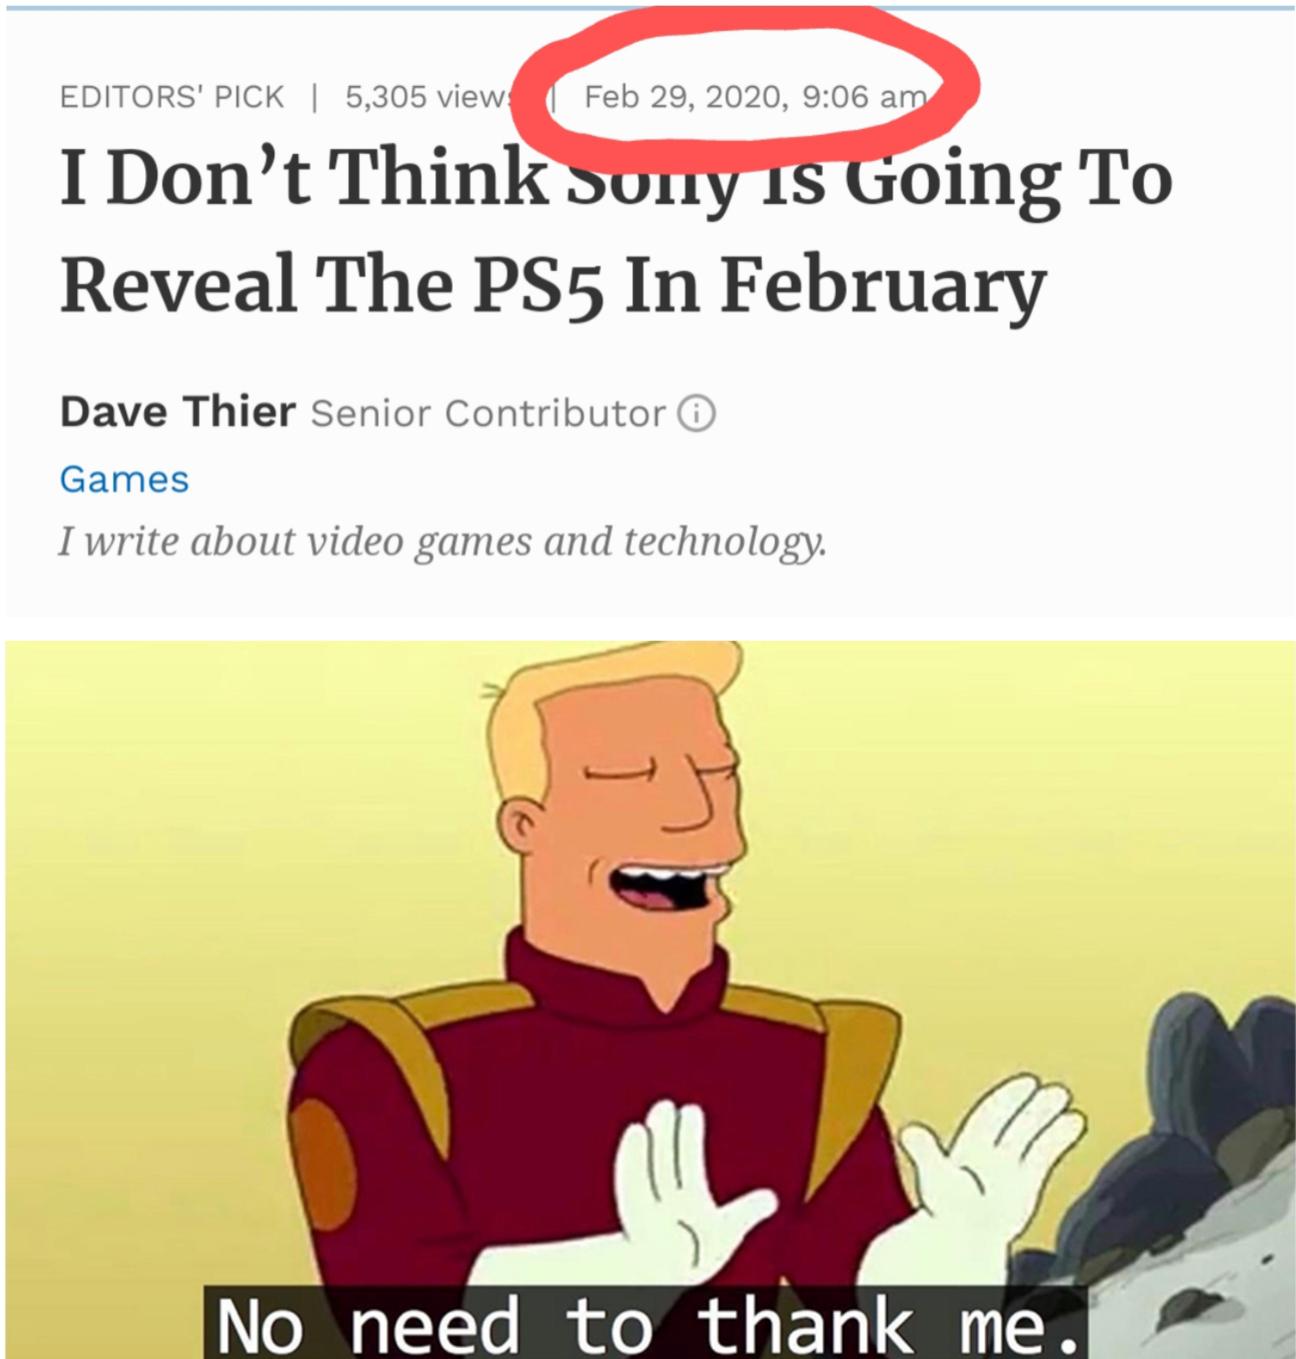 EDITORS' PICK | 5,305 views | Feb 29, 2020, 9:06 am
I Don’t Think Sony Is Going To
Reveal The PS5 In February
Dave Thier Senior Contributor
Games
I write about video games and technology.
No need to thank me.